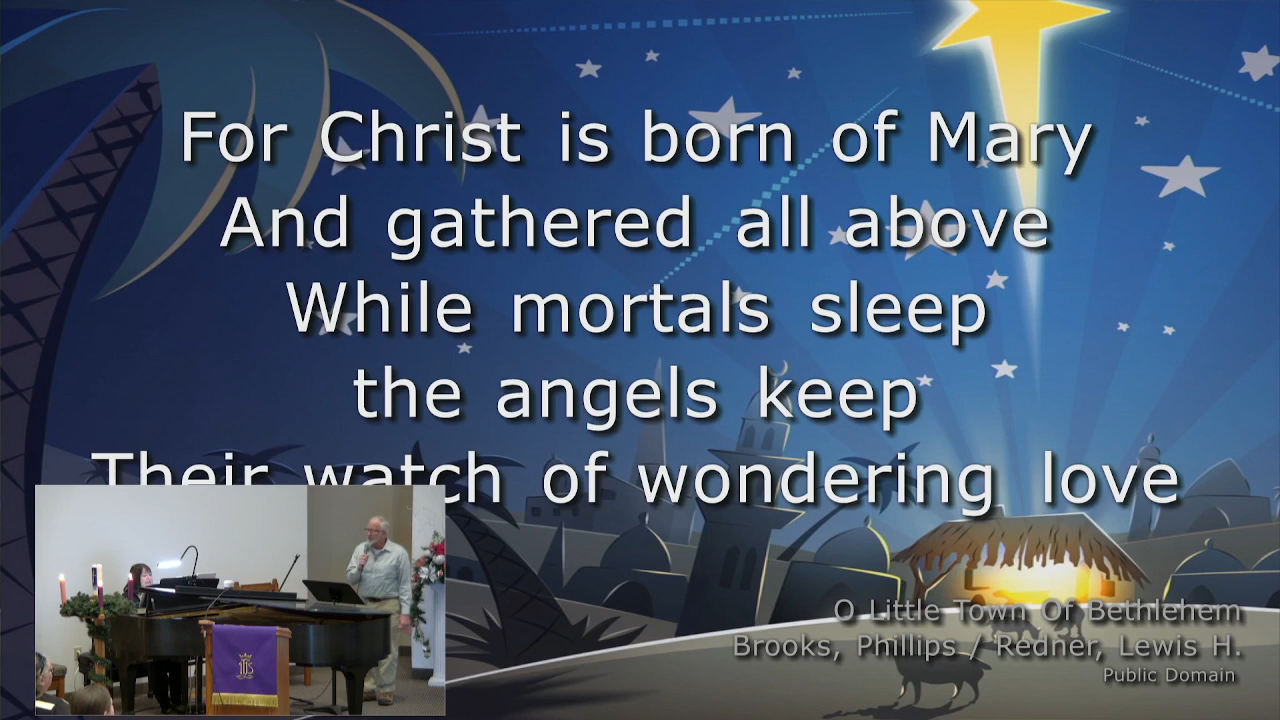 For Christ is born of Mary
And gathered all above
While mortals sleep
the angels keep
Their watch of wondering love
O Little Town Of Bethlehem
Brooks, Phillips / Redner, Lewis H.
Public Domain
IHS